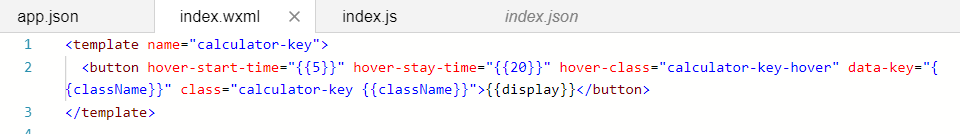 app.json index.wxml × index.js index.json
1 <template name="calculator-key">
2 <button hover-start-time="{{5}}" hover-stay-time="{{20}}" hover-class="calculator-key-hover" data-key="{
{className}}" class="calculator-key {{className}}">{{display}}</button>
3 </template>
4